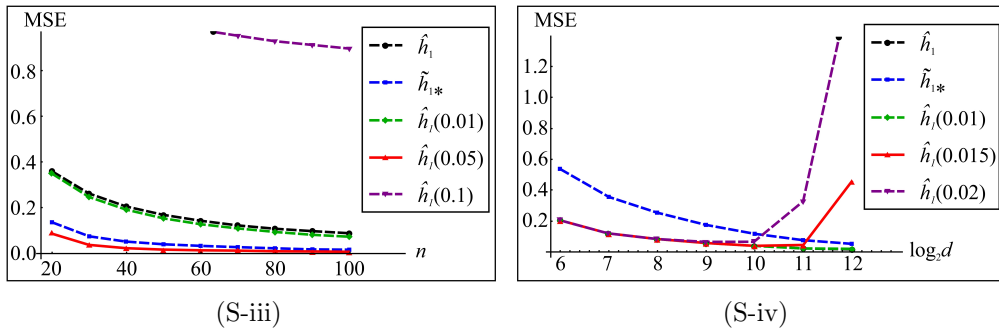 MSE
0.8
0.6
0.4
0.2
0.0
20 40 60 80 100
n
ĥ₁
h̃₁*
ĥₗ(0.01)
ĥₗ(0.05)
ĥₗ(0.1)
(S-iii)
MSE
1.2
1.0
0.8
0.6
0.4
0.2
6 7 8 9 10 11 12
log₂d
ĥ₁
h̃₁*
ĥₗ(0.01)
ĥₗ(0.015)
ĥₗ(0.02)
(S-iv)